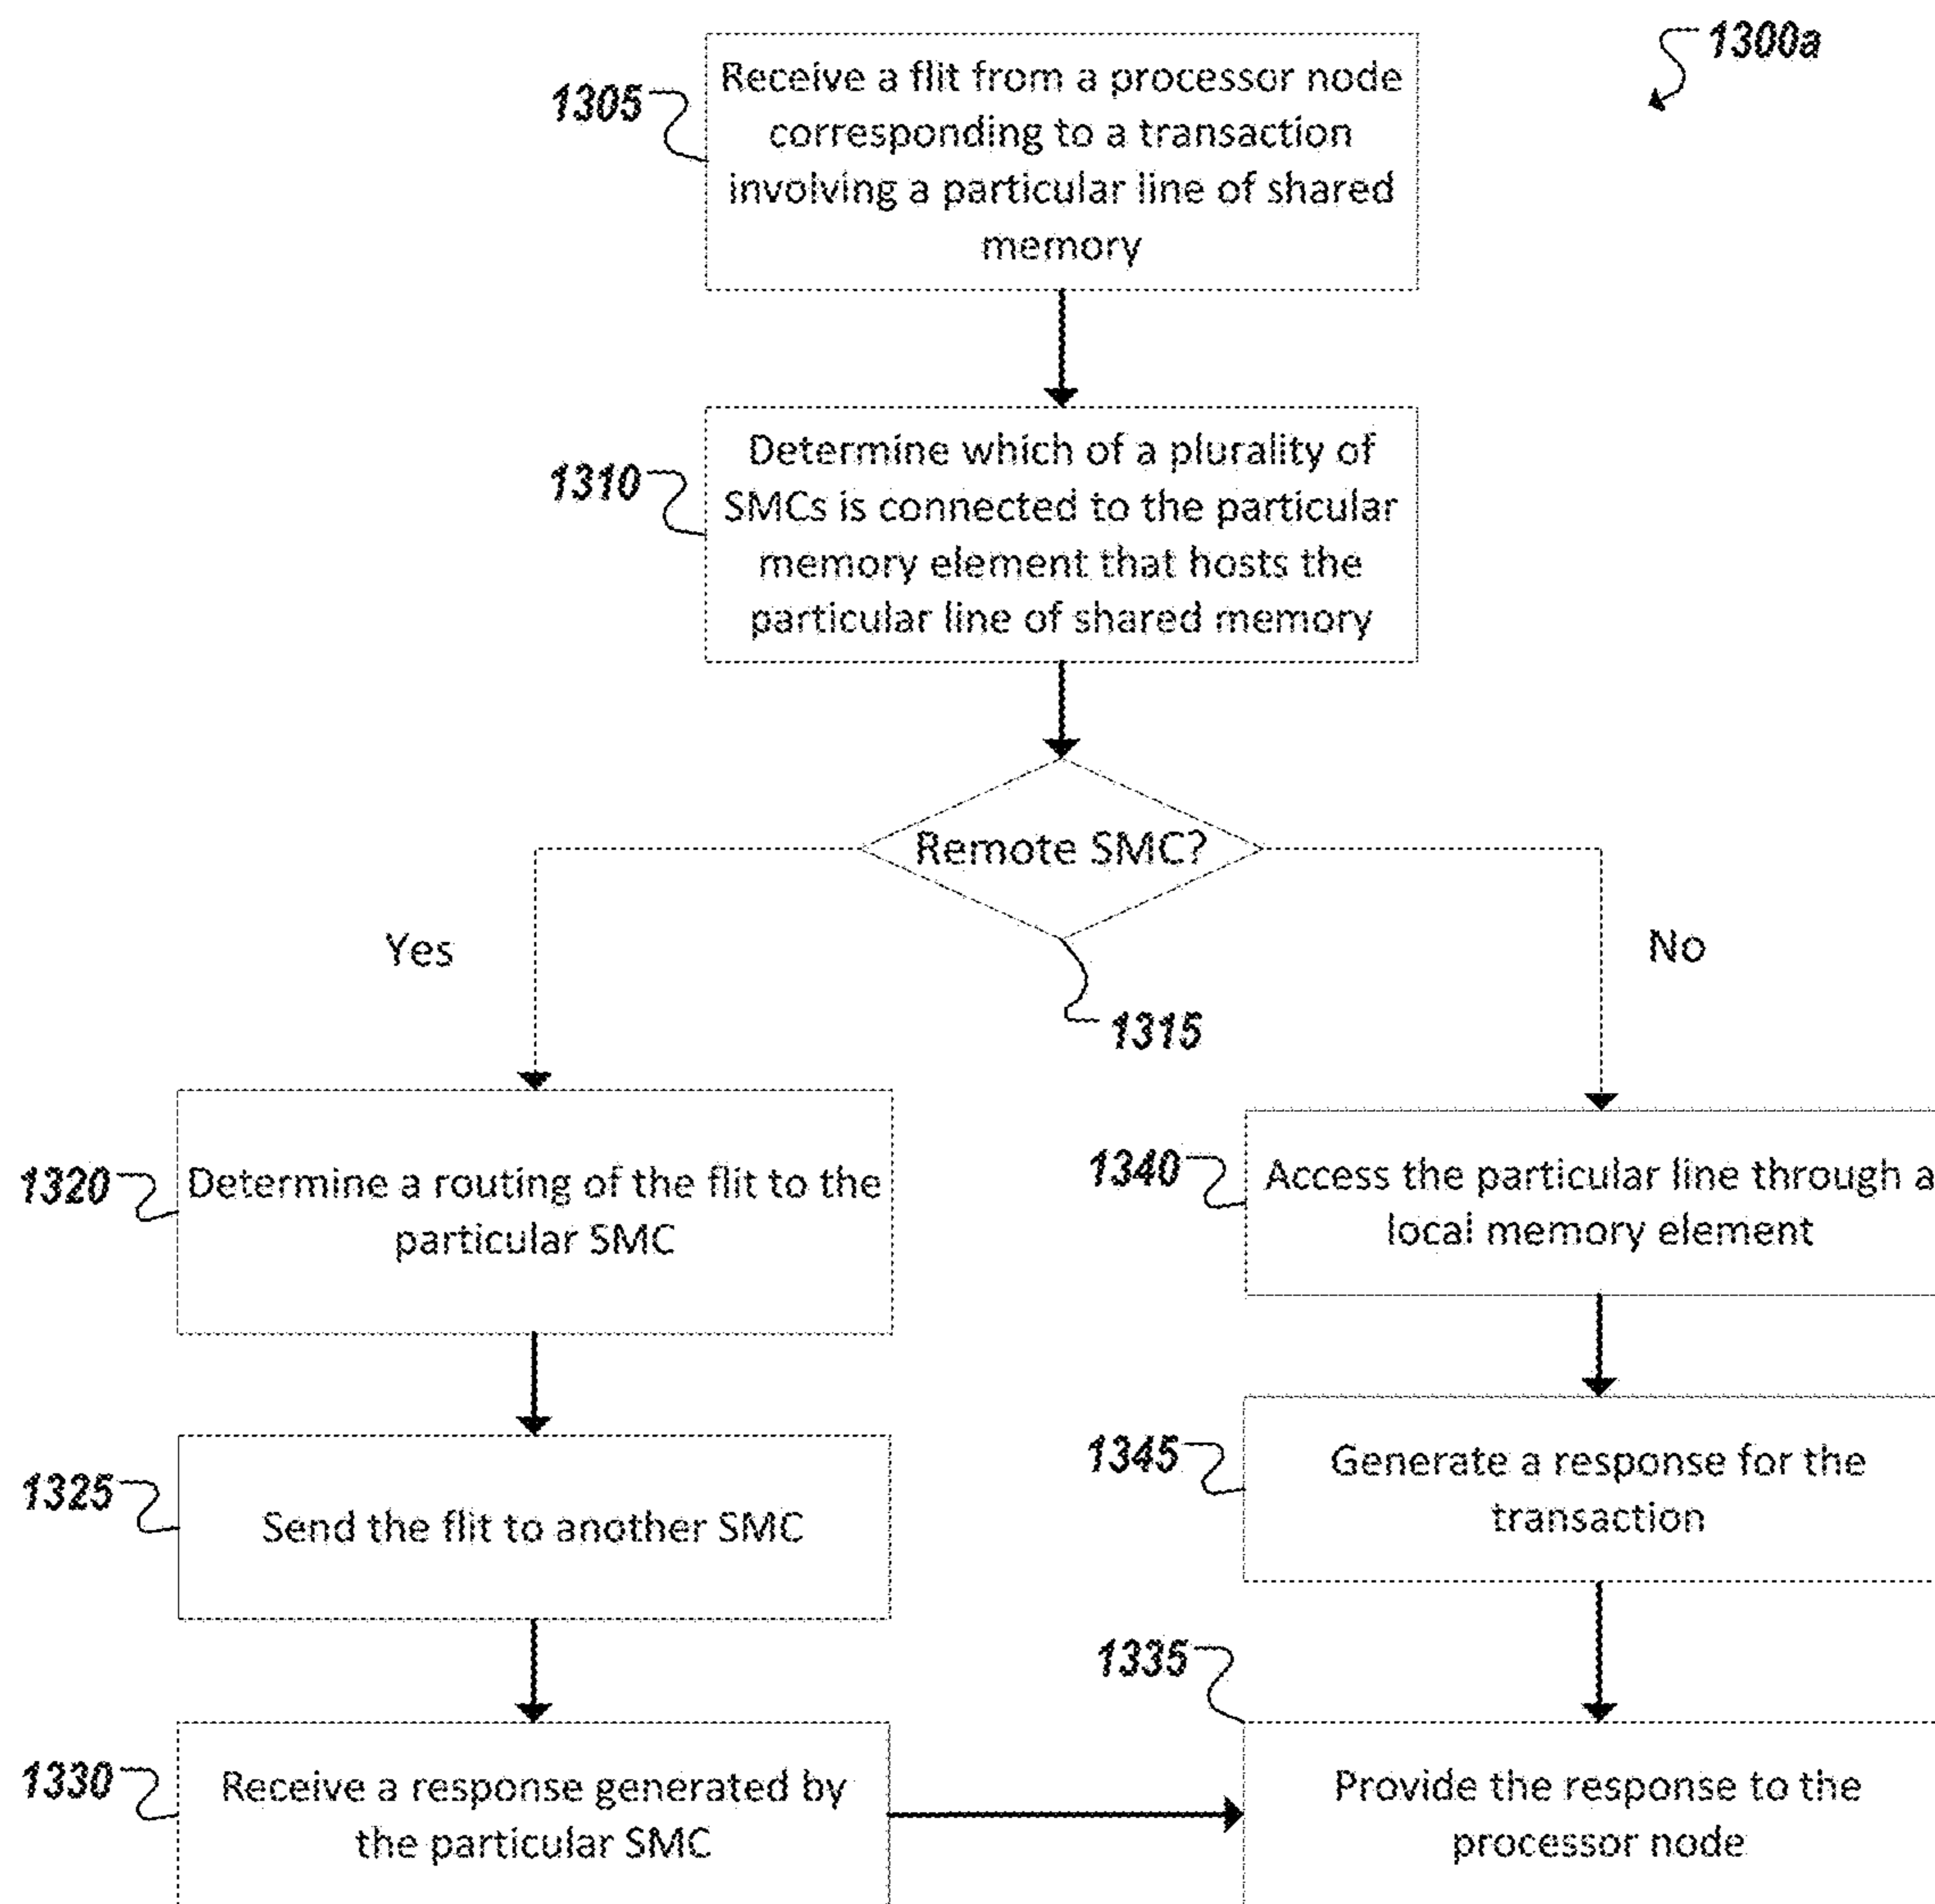 1300a
1305
Receive a flit from a processor node
corresponding to a transaction
involving a particular line of shared
memory
1310
Determine which of a plurality of
SMCs is connected to the particular
memory element that hosts the
particular line of shared memory
Remote SMC?
Yes
No
1315
1320
Determine a routing of the flit to the
particular SMC
1340
Access the particular line through a
local memory element
1325
Send the flit to another SMC
1345
Generate a response for the
transaction
1330
Receive a response generated by
the particular SMC
1335
Provide the response to the
processor node